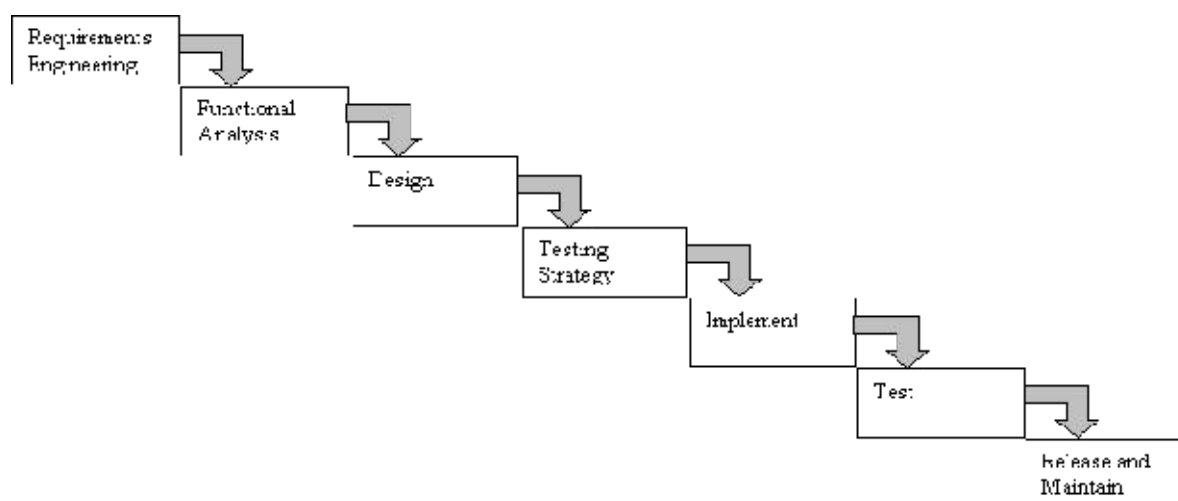 Requirements
Engineering
Functional
Analysis
Design
Testing
Strategy
Implement
Test
Release and
Maintain